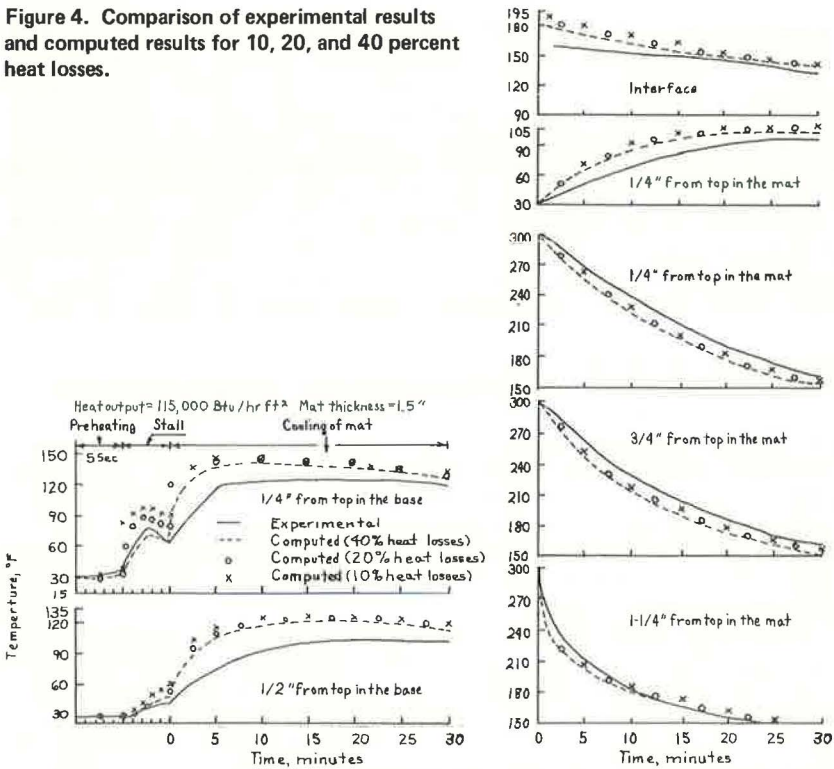 Figure 4. Comparison of experimental results
and computed results for 10, 20, and 40 percent
heat losses.
Heat output = 115,000 Btu/hr ft² Mat thickness = 1.5"
Preheating Stall Cooling of mat
55sec
150
120
90
60
30
15
1/4" from top in the base
Experimental
Computed (40% heat losses)
Computed (20% heat losses)
Computed (10% heat losses)
Temperture, °F
135
120
90
60
30
1/2" from top in the base
0 5 10 15 20 25 30
Time, minutes
195
180
150
120
90
Interface
105
90
60
30
1/4" from top in the mat
300
270
240
210
180
150
1/4" from top in the mat
300
270
240
210
180
150
3/4" from top in the mat
300
270
240
210
180
150
1-1/4" from top in the mat
0 5 10 15 20 25 30
Time, minutes